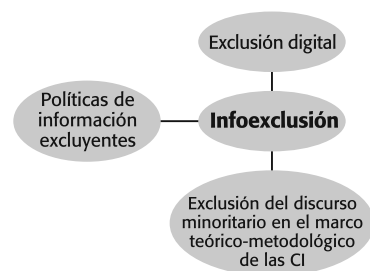 Exclusión digital
Políticas de
información
excluyentes
Infoexclusión
Exclusión del discurso
minoritario en el marco
teórico-metodológico
de las CI